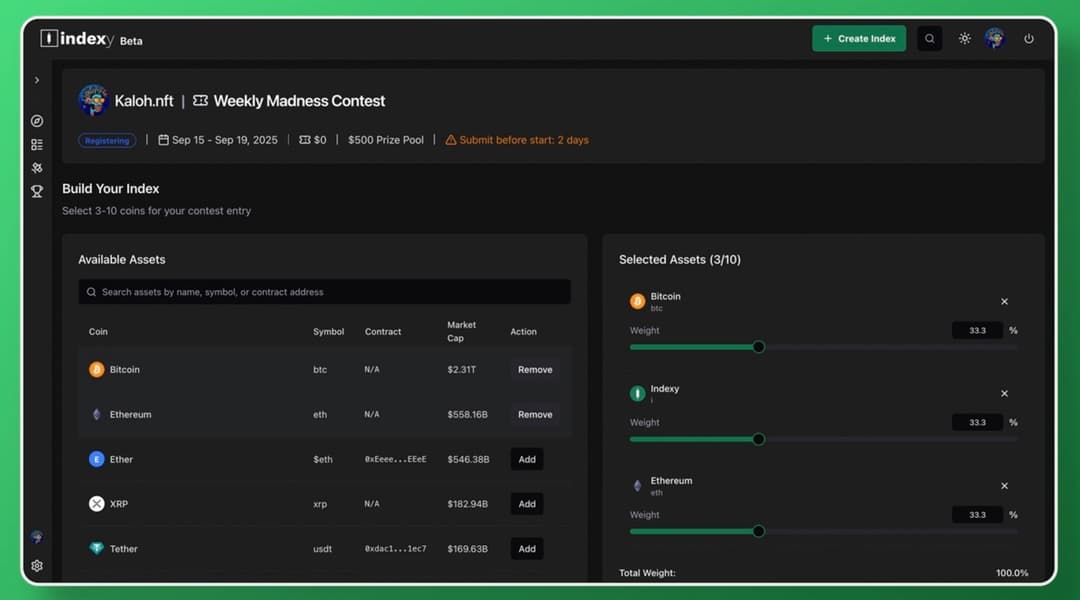 indexy Beta
+ Create Index
Kaloh.nft | Weekly Madness Contest
Registering | Sep 15 - Sep 19, 2025 | $0 | $500 Prize Pool | Submit before start: 2 days
Build Your Index
Select 3-10 coins for your contest entry
Available Assets
Search assets by name, symbol, or contract address
Coin Symbol Contract Market Cap Action
Bitcoin btc N/A $2.31T Remove
Ethereum eth N/A $558.16B Remove
Ether $eth 0xEeee...EEeE $546.38B Add
XRP xrp N/A $182.94B Add
Tether usdt 0xdac1...1ec7 $169.63B Add
Selected Assets (3/10)
Bitcoin
btc
Weight 33.3 %
Indexy
i
Weight 33.3 %
Ethereum
eth
Weight 33.3 %
Total Weight: 100.0%